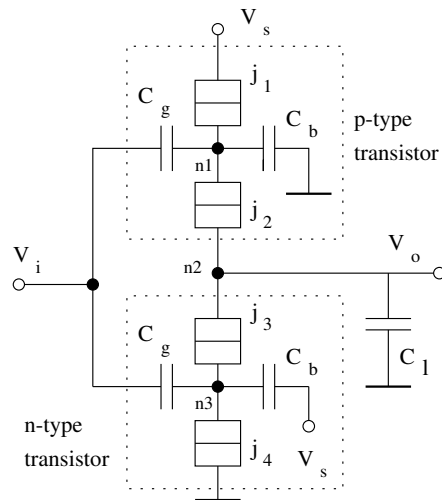 V s
j 1
C g
C b
p-type
transistor
n1
j 2
V i
n2
V o
C g
j 3
C b
C l
n3
n-type
transistor
j 4
V s